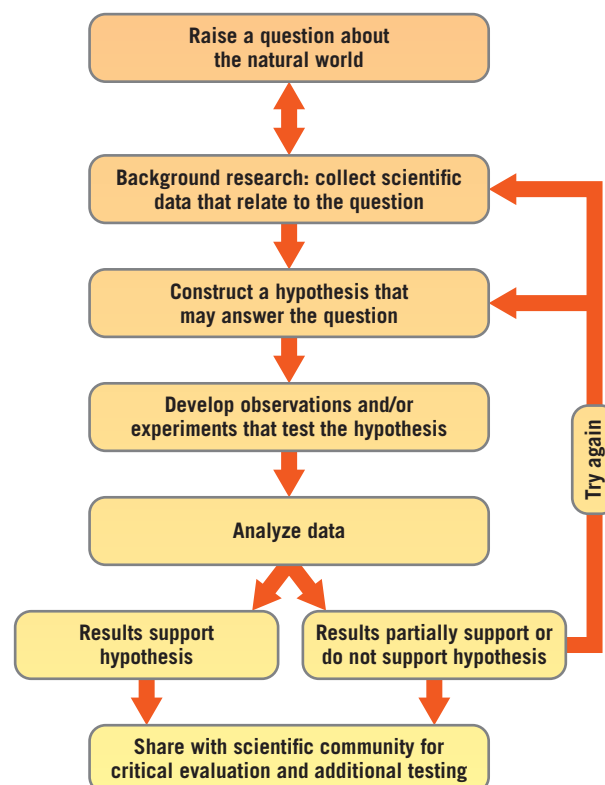 Raise a question about
the natural world
Background research: collect scientific
data that relate to the question
Construct a hypothesis that
may answer the question
Develop observations and/or
experiments that test the hypothesis
Try again
Analyze data
Results support
hypothesis
Results partially support or
do not support hypothesis
Share with scientific community for
critical evaluation and additional testing